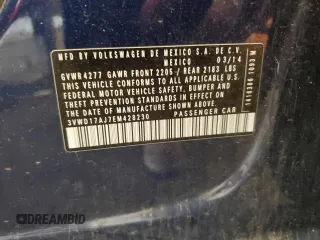 MFD BY VOLKSWAGEN DE MEXICO S.A. DE C.V.
MEXICO 03/14
GVWR 4277 GAWR FRONT 2205 / REAR 2183 LBS
THIS VEHICLE CONFORMS TO ALL APPLICABLE U.S.
FEDERAL MOTOR VEHICLE SAFETY, BUMPER AND
THEFT PREVENTION STANDARDS IN EFFECT ON
THE DATE OF MANUFACTURE SHOWN ABOVE
3VWD17AJ7EM428230 PASSENGER CAR
DREAMBID